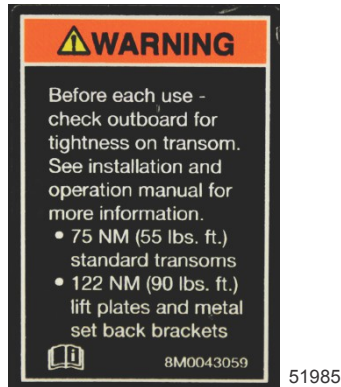 WARNING
Before each use -
check outboard for
tightness on transom.
See installation and
operation manual for
more information.
• 75 NM (55 lbs. ft.)
standard transoms
• 122 NM (90 lbs. ft.)
lift plates and metal
set back brackets
8M0043059
51985